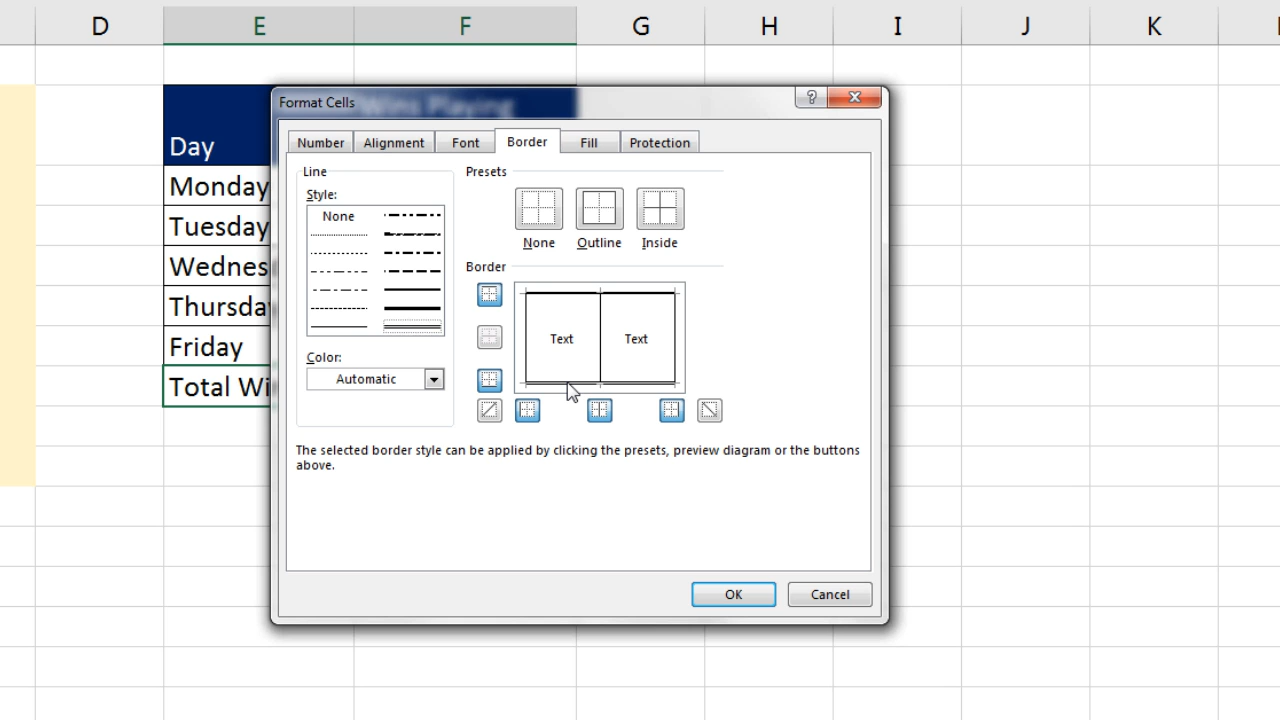 D E F G H I J K
Format Cells
Wins Playing
Day
Monday
Tuesday
Wednes
Thursday
Friday
Total Wi
Number Alignment Font Border Fill Protection
Line
Style:
None
Color:
Automatic
Presets
None Outline Inside
Border
Text Text
The selected border style can be applied by clicking the presets, preview diagram or the buttons
above.
OK Cancel